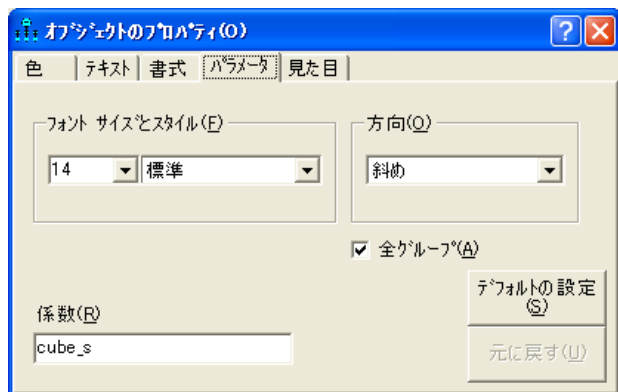 ｵﾌﾞｼﾞｪｸﾄのﾌﾟﾛﾊﾟﾃｨ(O)
色 ﾃｷｽﾄ 書式 ﾊﾟﾗﾒｰﾀ 見た目
フォント サイズとスタイル(F) 方向(O)
14 標準 斜め
全ｸﾞﾙｰﾌﾟ(A)
ﾃﾞﾌｫﾙﾄの設定
(S)
係数(R)
cube_s
元に戻す(U)